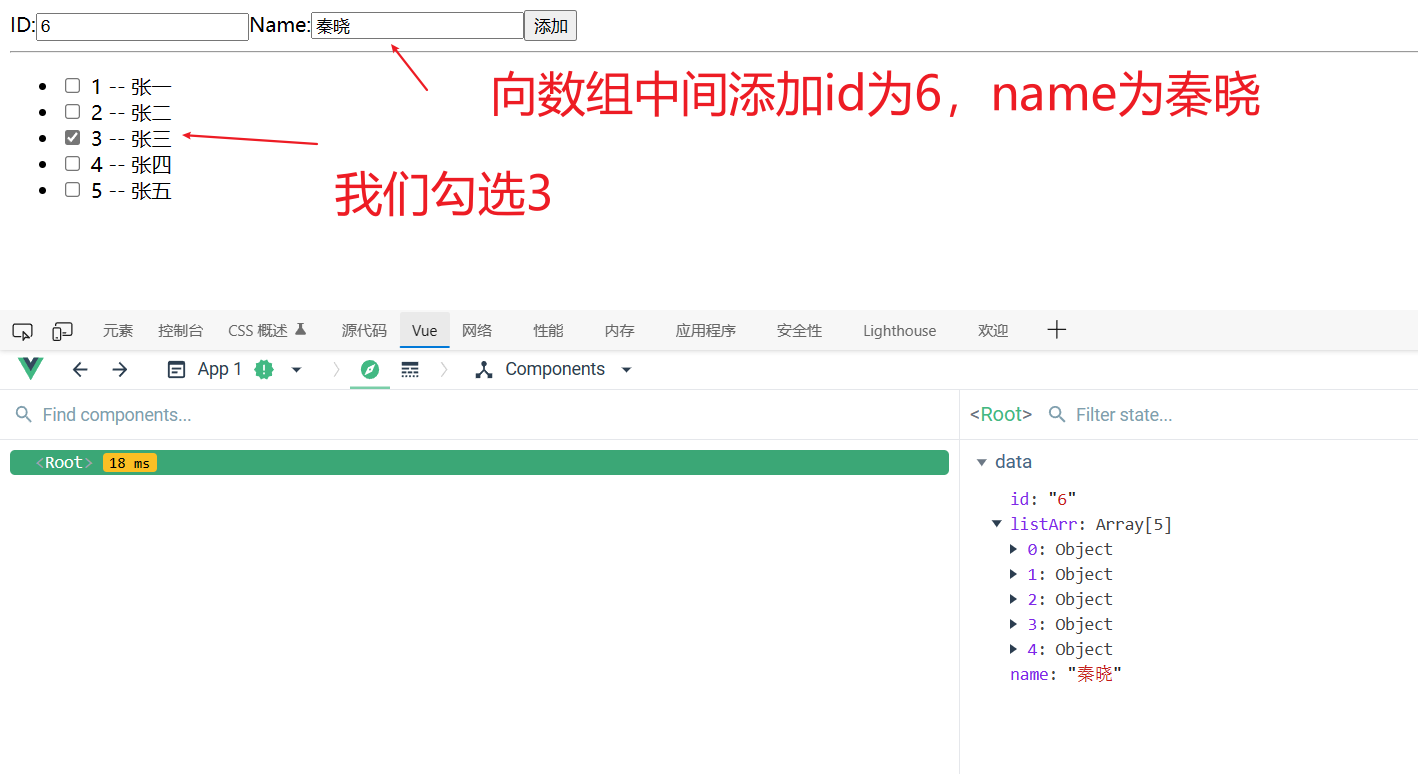 ID:6 Name:秦晓 添加
向数组中间添加id为6，name为秦晓
1 -- 张一
2 -- 张二
3 -- 张三
4 -- 张四
5 -- 张五
我们勾选3
元素 控制台 CSS 概述 源代码 Vue 网络 性能 内存 应用程序 安全性 Lighthouse 欢迎
App 1 Components
Find components...
<Root> Filter state...
<Root> 18 ms
data
id: "6"
listArr: Array[5]
0: Object
1: Object
2: Object
3: Object
4: Object
name: "秦晓"